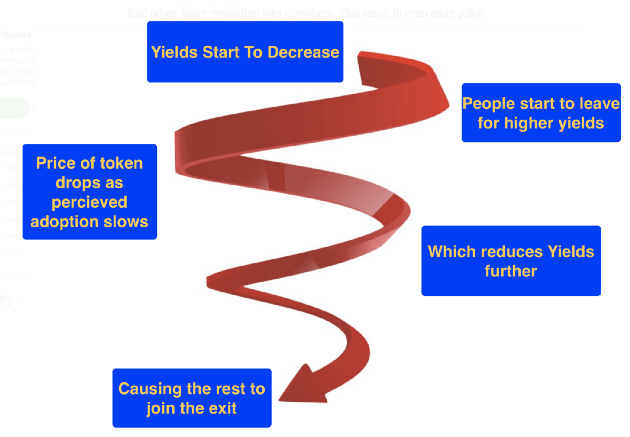 Fini other, more rewarding jobs elsewhere. This result in even more price
Yields Start To Decrease
People start to leave
for higher yields
Price of token
drops as
percieved
adoption slows
Which reduces Yields
further
Causing the rest to
join the exit